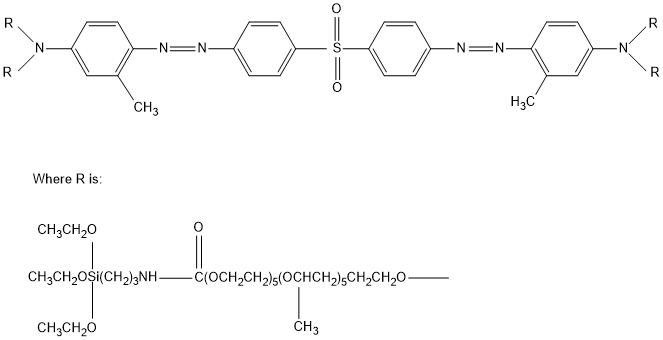 O
R R
N N N S N N N
R R
O
CH₃ H₃C
Where R is:
CH₃CH₂O O
CH₃CH₂OSi(CH₂)₃NH C(OCH₂CH₂)₅(OCHCH₂)₅CH₂CH₂O
CH₃CH₂O CH₃